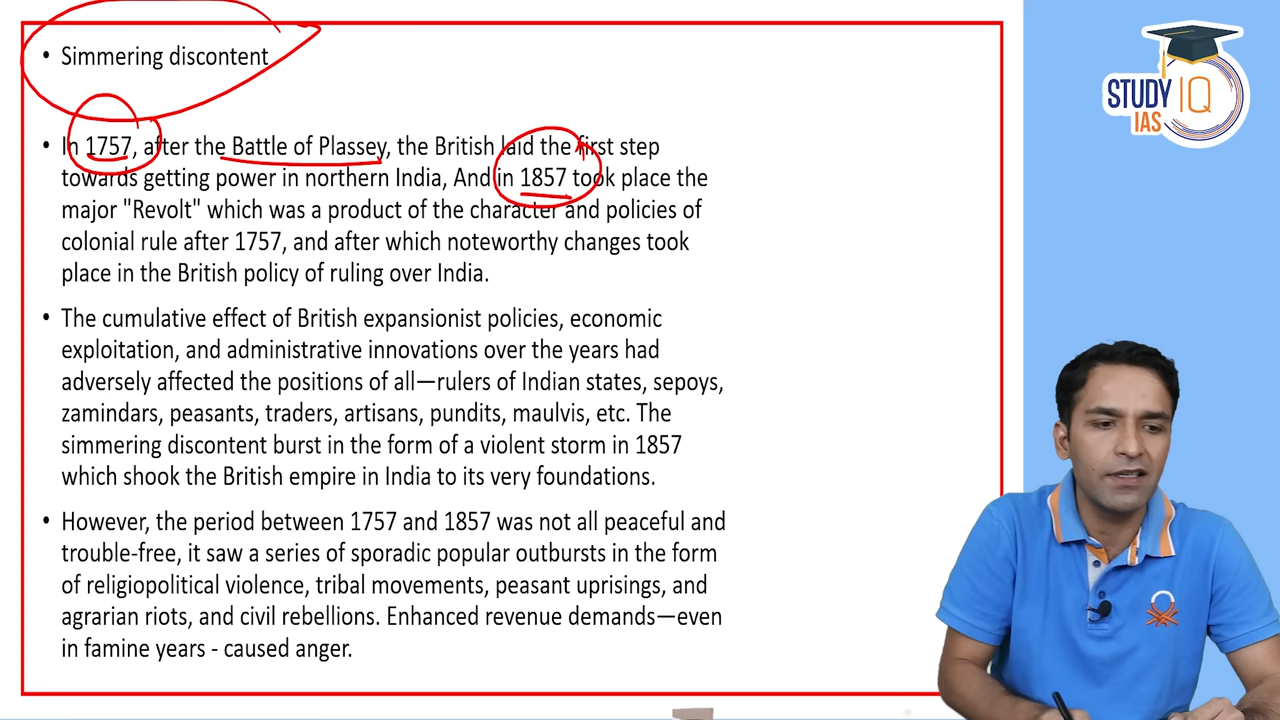 • Simmering discontent
• In 1757, after the Battle of Plassey, the British laid the first step
towards getting power in northern India, And in 1857 took place the
major "Revolt" which was a product of the character and policies of
colonial rule after 1757, and after which noteworthy changes took
place in the British policy of ruling over India.
• The cumulative effect of British expansionist policies, economic
exploitation, and administrative innovations over the years had
adversely affected the positions of all—rulers of Indian states, sepoys,
zamindars, peasants, traders, artisans, pundits, maulvis, etc. The
simmering discontent burst in the form of a violent storm in 1857
which shook the British empire in India to its very foundations.
• However, the period between 1757 and 1857 was not all peaceful and
trouble-free, it saw a series of sporadic popular outbursts in the form
of religiopolitical violence, tribal movements, peasant uprisings, and
agrarian riots, and civil rebellions. Enhanced revenue demands—even
in famine years - caused anger.
STUDY IQ
IAS